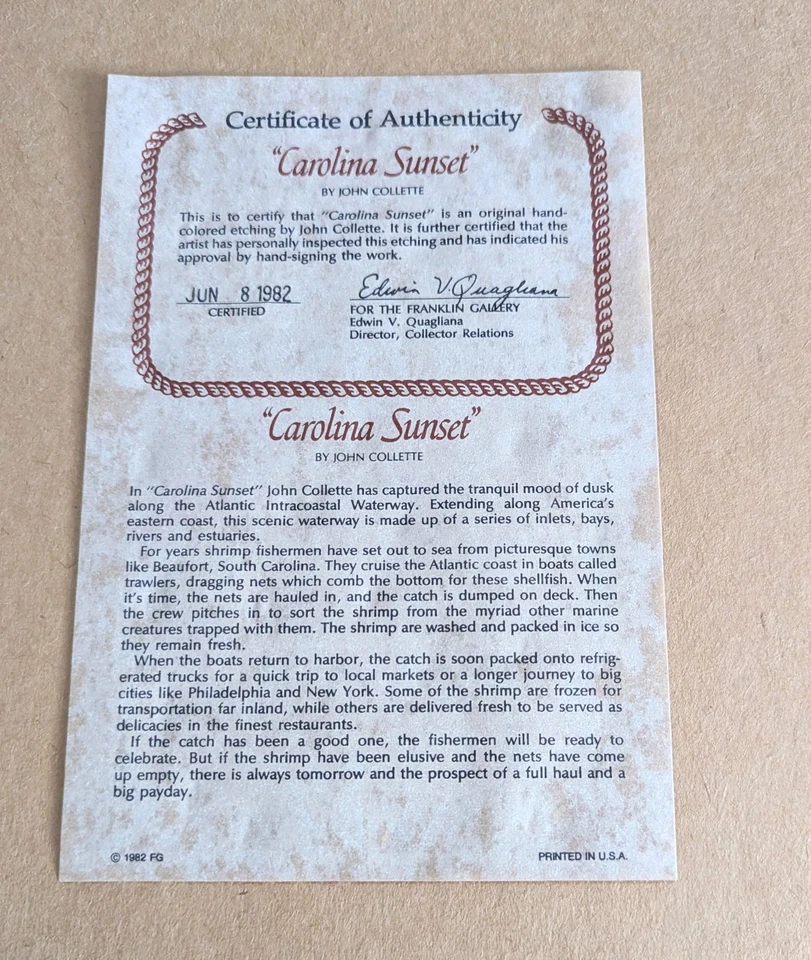 Certificate of Authenticity
"Carolina Sunset"
BY JOHN COLLETTE
This is to certify that "Carolina Sunset" is an original hand-
colored etching by John Collette. It is further certified that the
artist has personally inspected this etching and has indicated his
approval by hand-signing the work.
JUN 8 1982
CERTIFIED
Edwin V. Quagliana
FOR THE FRANKLIN GALLERY
Edwin V. Quagliana
Director, Collector Relations
"Carolina Sunset"
BY JOHN COLLETTE
In "Carolina Sunset" John Collette has captured the tranquil mood of dusk
along the Atlantic Intracoastal Waterway. Extending along America's
eastern coast, this scenic waterway is made up of a series of inlets, bays,
rivers and estuaries.
For years shrimp fishermen have set out to sea from picturesque towns
like Beaufort, South Carolina. They cruise the Atlantic coast in boats called
trawlers, dragging nets which comb the bottom for these shellfish. When
it's time, the nets are hauled in, and the catch is dumped on deck. Then
the crew pitches in to sort the shrimp from the myriad other marine
creatures trapped with them. The shrimp are washed and packed in ice so
they remain fresh.
When the boats return to harbor, the catch is soon packed onto refrig-
erated trucks for a quick trip to local markets or a longer journey to big
cities like Philadelphia and New York. Some of the shrimp are frozen for
transportation far inland, while others are delivered fresh to be served as
delicacies in the finest restaurants.
If the catch has been a good one, the fishermen will be ready to
celebrate. But if the shrimp have been elusive and the nets have come
up empty, there is always tomorrow and the prospect of a full haul and a
big payday.
© 1982 FG
PRINTED IN U.S.A.